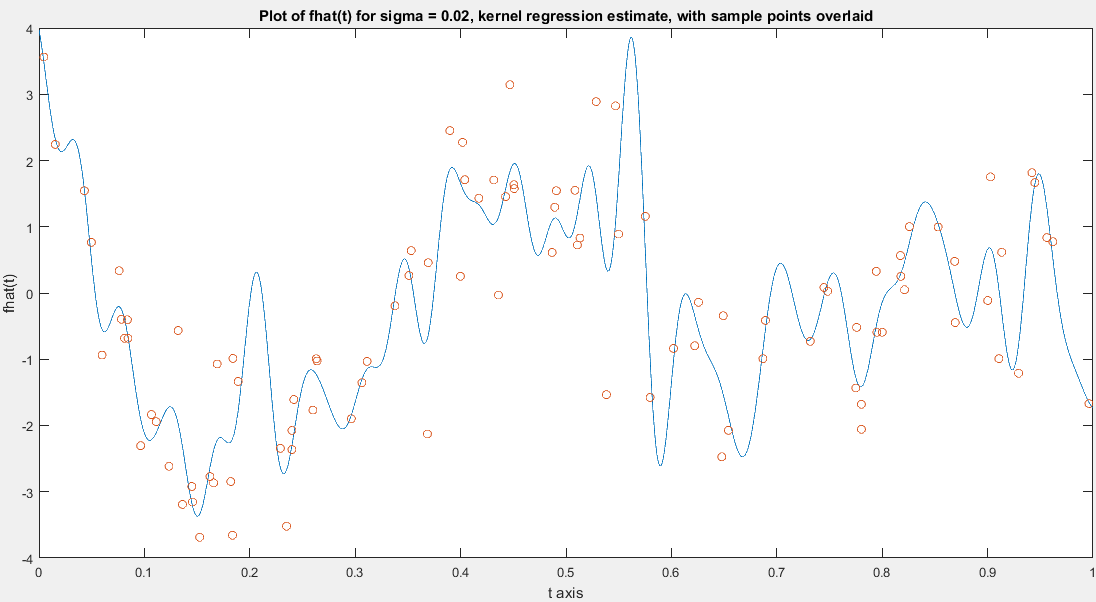 Plot of fhat(t) for sigma = 0.02, kernel regression estimate, with sample points overlaid
4
3
2
1
0
-1
-2
-3
-4
fhat(t)
0 0.1 0.2 0.3 0.4 0.5 0.6 0.7 0.8 0.9 1
t axis